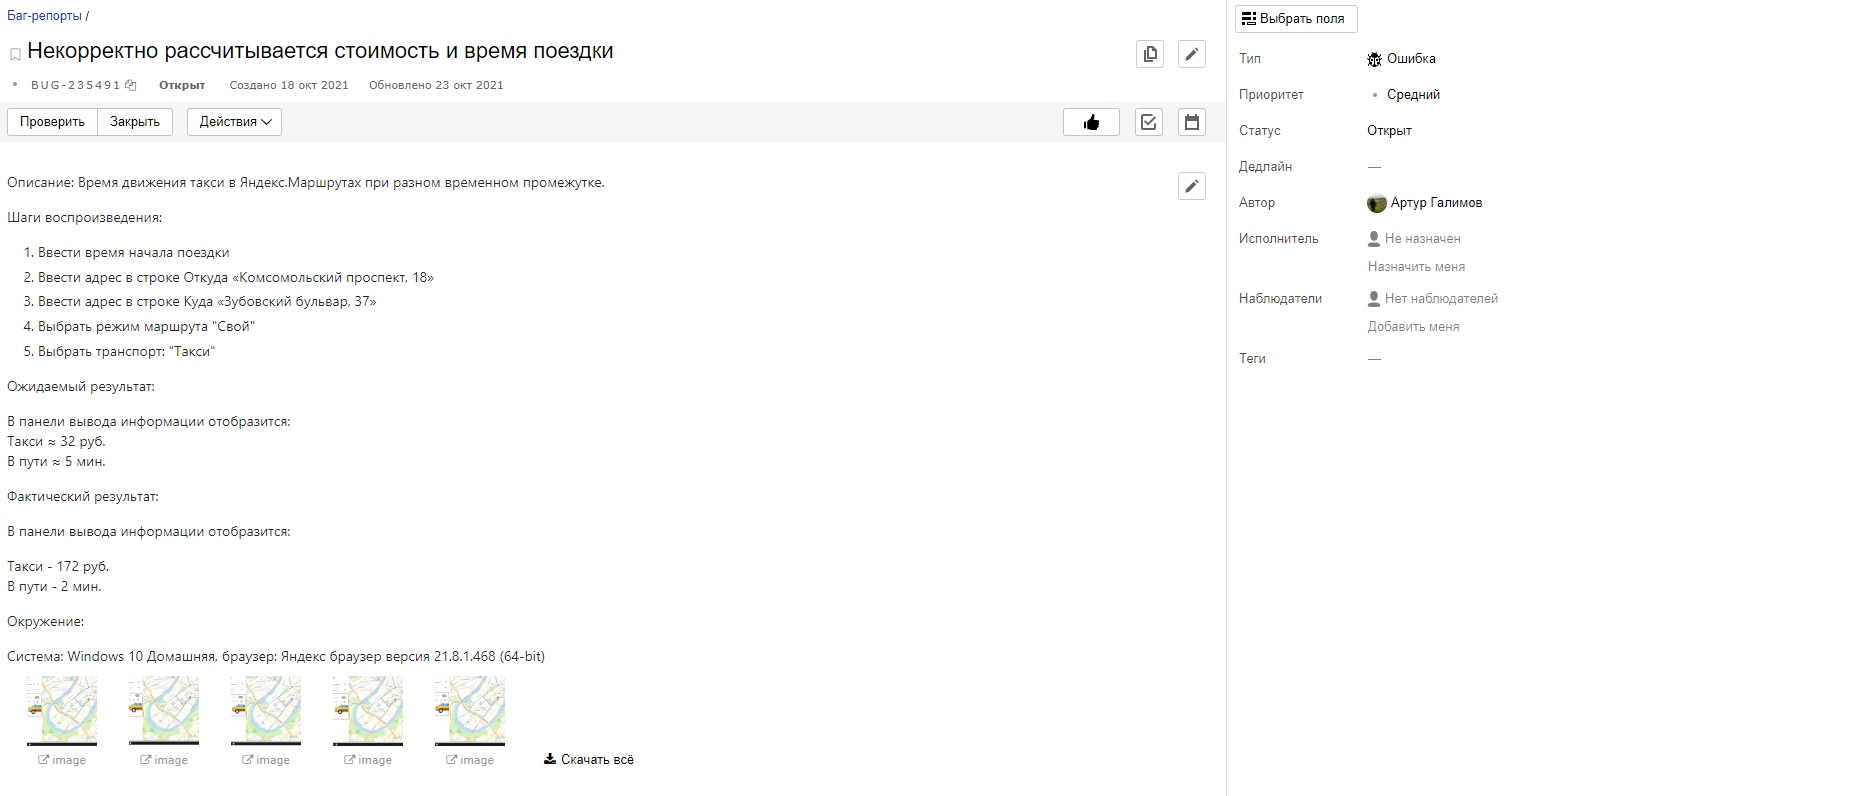 Баг-репорты /
Некорректно рассчитывается стоимость и время поездки
BUG-235491 Открыт Создано 18 окт 2021 Обновлено 23 окт 2021
Проверить Закрыть Действия
Описание: Время движения такси в Яндекс.Маршрутах при разном временном промежутке.
Шаги воспроизведения:
1. Ввести время начала поездки
2. Ввести адрес в строке Откуда «Комсомольский проспект, 18»
3. Ввести адрес в строке Куда «Зубовский бульвар, 37»
4. Выбрать режим маршрута "Свой"
5. Выбрать транспорт: "Такси"
Ожидаемый результат:
В панели вывода информации отобразится:
Такси ≈ 32 руб.
В пути ≈ 5 мин.
Фактический результат:
В панели вывода информации отобразится:
Такси - 172 руб.
В пути - 2 мин.
Окружение:
Система: Windows 10 Домашняя, браузер: Яндекс браузер версия 21.8.1.468 (64-bit)
image image image image image Скачать всё
Выбрать поля
Тип Ошибка
Приоритет Средний
Статус Открыт
Дедлайн —
Автор Артур Галимов
Исполнитель Не назначен
Назначить меня
Наблюдатели Нет наблюдателей
Добавить меня
Теги —